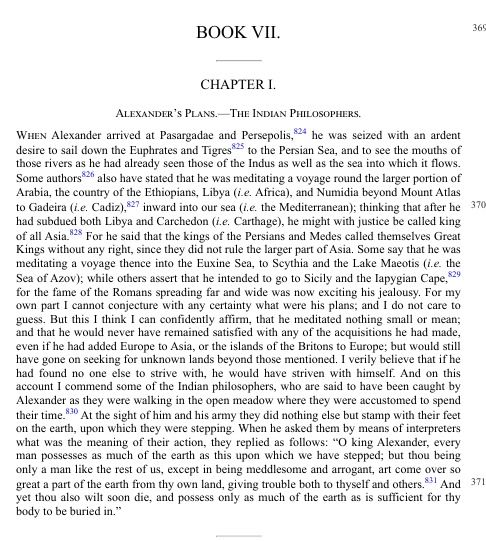 BOOK VII.
369
CHAPTER I.
Alexander's Plans.—The Indian Philosophers.
When Alexander arrived at Pasargadae and Persepolis,824 he was seized with an ardent
desire to sail down the Euphrates and Tigres825 to the Persian Sea, and to see the mouths of
those rivers as he had already seen those of the Indus as well as the sea into which it flows.
Some authors826 also have stated that he was meditating a voyage round the larger portion of
Arabia, the country of the Ethiopians, Libya (i.e. Africa), and Numidia beyond Mount Atlas
to Gadeira (i.e. Cadiz),827 inward into our sea (i.e. the Mediterranean); thinking that after he 370
had subdued both Libya and Carchedon (i.e. Carthage), he might with justice be called king
of all Asia.828 For he said that the kings of the Persians and Medes called themselves Great
Kings without any right, since they did not rule the larger part of Asia. Some say that he was
meditating a voyage thence into the Euxine Sea, to Scythia and the Lake Maeotis (i.e. the
Sea of Azov); while others assert that he intended to go to Sicily and the Iapygian Cape,829
for the fame of the Romans spreading far and wide was now exciting his jealousy. For my
own part I cannot conjecture with any certainty what were his plans; and I do not care to
guess. But this I think I can confidently affirm, that he meditated nothing small or mean;
and that he would never have remained satisfied with any of the acquisitions he had made,
even if he had added Europe to Asia, or the islands of the Britons to Europe; but would still
have gone on seeking for unknown lands beyond those mentioned. I verily believe that if he
had found no one else to strive with, he would have striven with himself. And on this
account I commend some of the Indian philosophers, who are said to have been caught by
Alexander as they were walking in the open meadow where they were accustomed to spend
their time.830 At the sight of him and his army they did nothing else but stamp with their feet
on the earth, upon which they were stepping. When he asked them by means of interpreters
what was the meaning of their action, they replied as follows: “O king Alexander, every
man possesses as much of the earth as this upon which we have stepped; but thou being
only a man like the rest of us, except in being meddlesome and arrogant, art come over so
great a part of the earth from thy own land, giving trouble both to thyself and others.831 And 371
yet thou also wilt soon die, and possess only as much of the earth as is sufficient for thy
body to be buried in.”